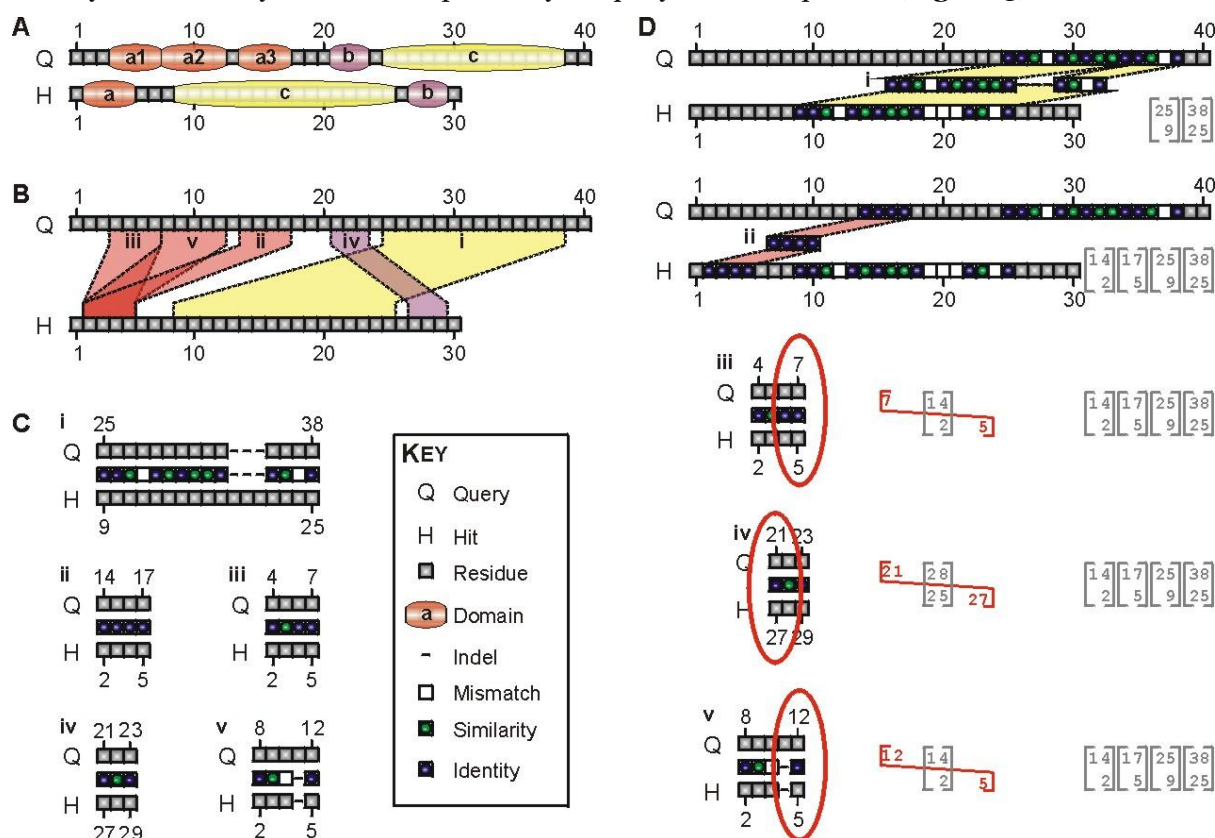 A
1 10 20 30 40
Q a1 a2 a3 b c
H a c b
1 10 20 30
B
1 10 20 30 40
Q
iii v ii iv i
H
1 10 20 30
C
i
25 38
Q
H
9 25
ii
14 17
Q
H
2 5
iii
4 7
Q
H
2 5
iv
21 23
Q
H
27 29
v
8 12
Q
H
2 5
KEY
Q Query
H Hit
Residue
a Domain
Indel
Mismatch
Similarity
Identity
D
1 10 20 30 40
Q
i
H
1 10 20 30
25 38
9 25
1 10 20 30 40
Q
ii
H
1 10 20 30
14 17 25 38
2 5 9 25
iii
4 7
Q
H
2 5
7 14
2 5
14 17 25 38
2 5 9 25
iv
21 23
Q
H
27 29
21 28
25 27
14 17 25 38
2 5 9 25
v
8 12
Q
H
2 5
12 14
2 5
14 17 25 38
2 5 9 25